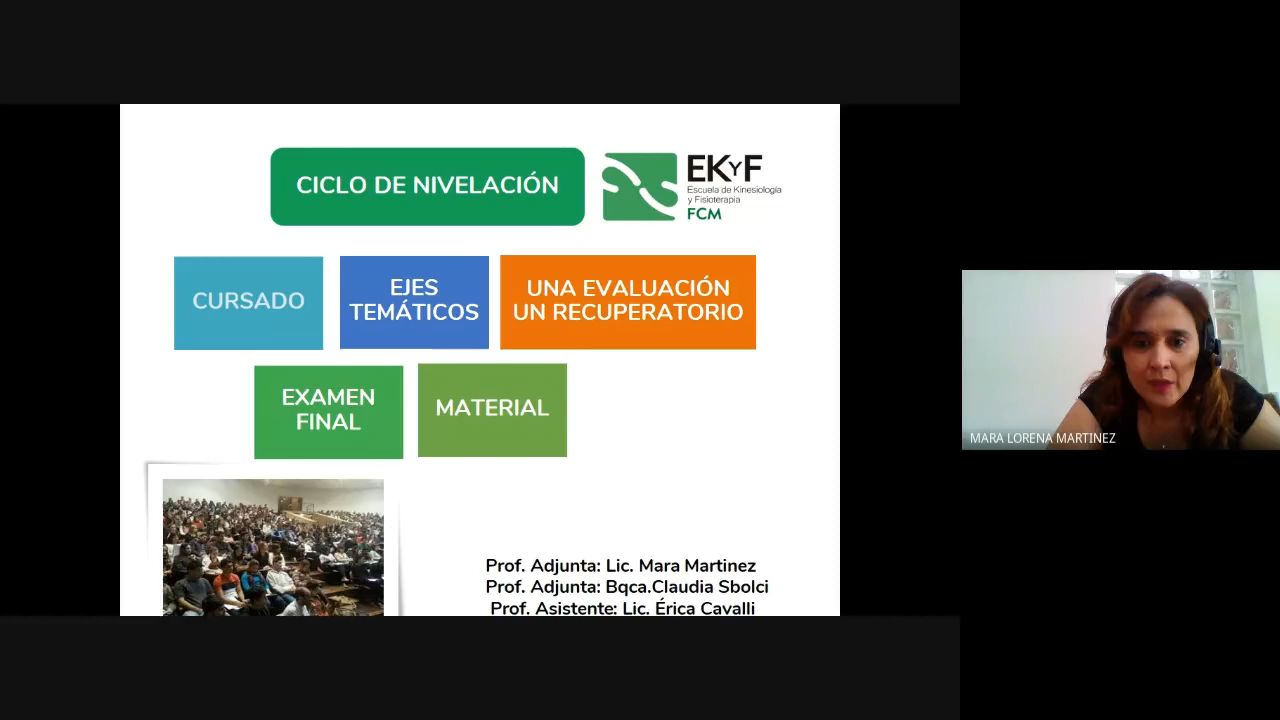 CICLO DE NIVELACIÓN
EKYF
Escuela de Kinesiología
y Fisioterapia
FCM
CURSADO
EJES
TEMÁTICOS
UNA EVALUACIÓN
UN RECUPERATORIO
EXAMEN
FINAL
MATERIAL
Prof. Adjunta: Lic. Mara Martinez
Prof. Adjunta: Bqca.Claudia Sbolci
Prof. Asistente: Lic. Érica Cavalli
MARA LORENA MARTINEZ